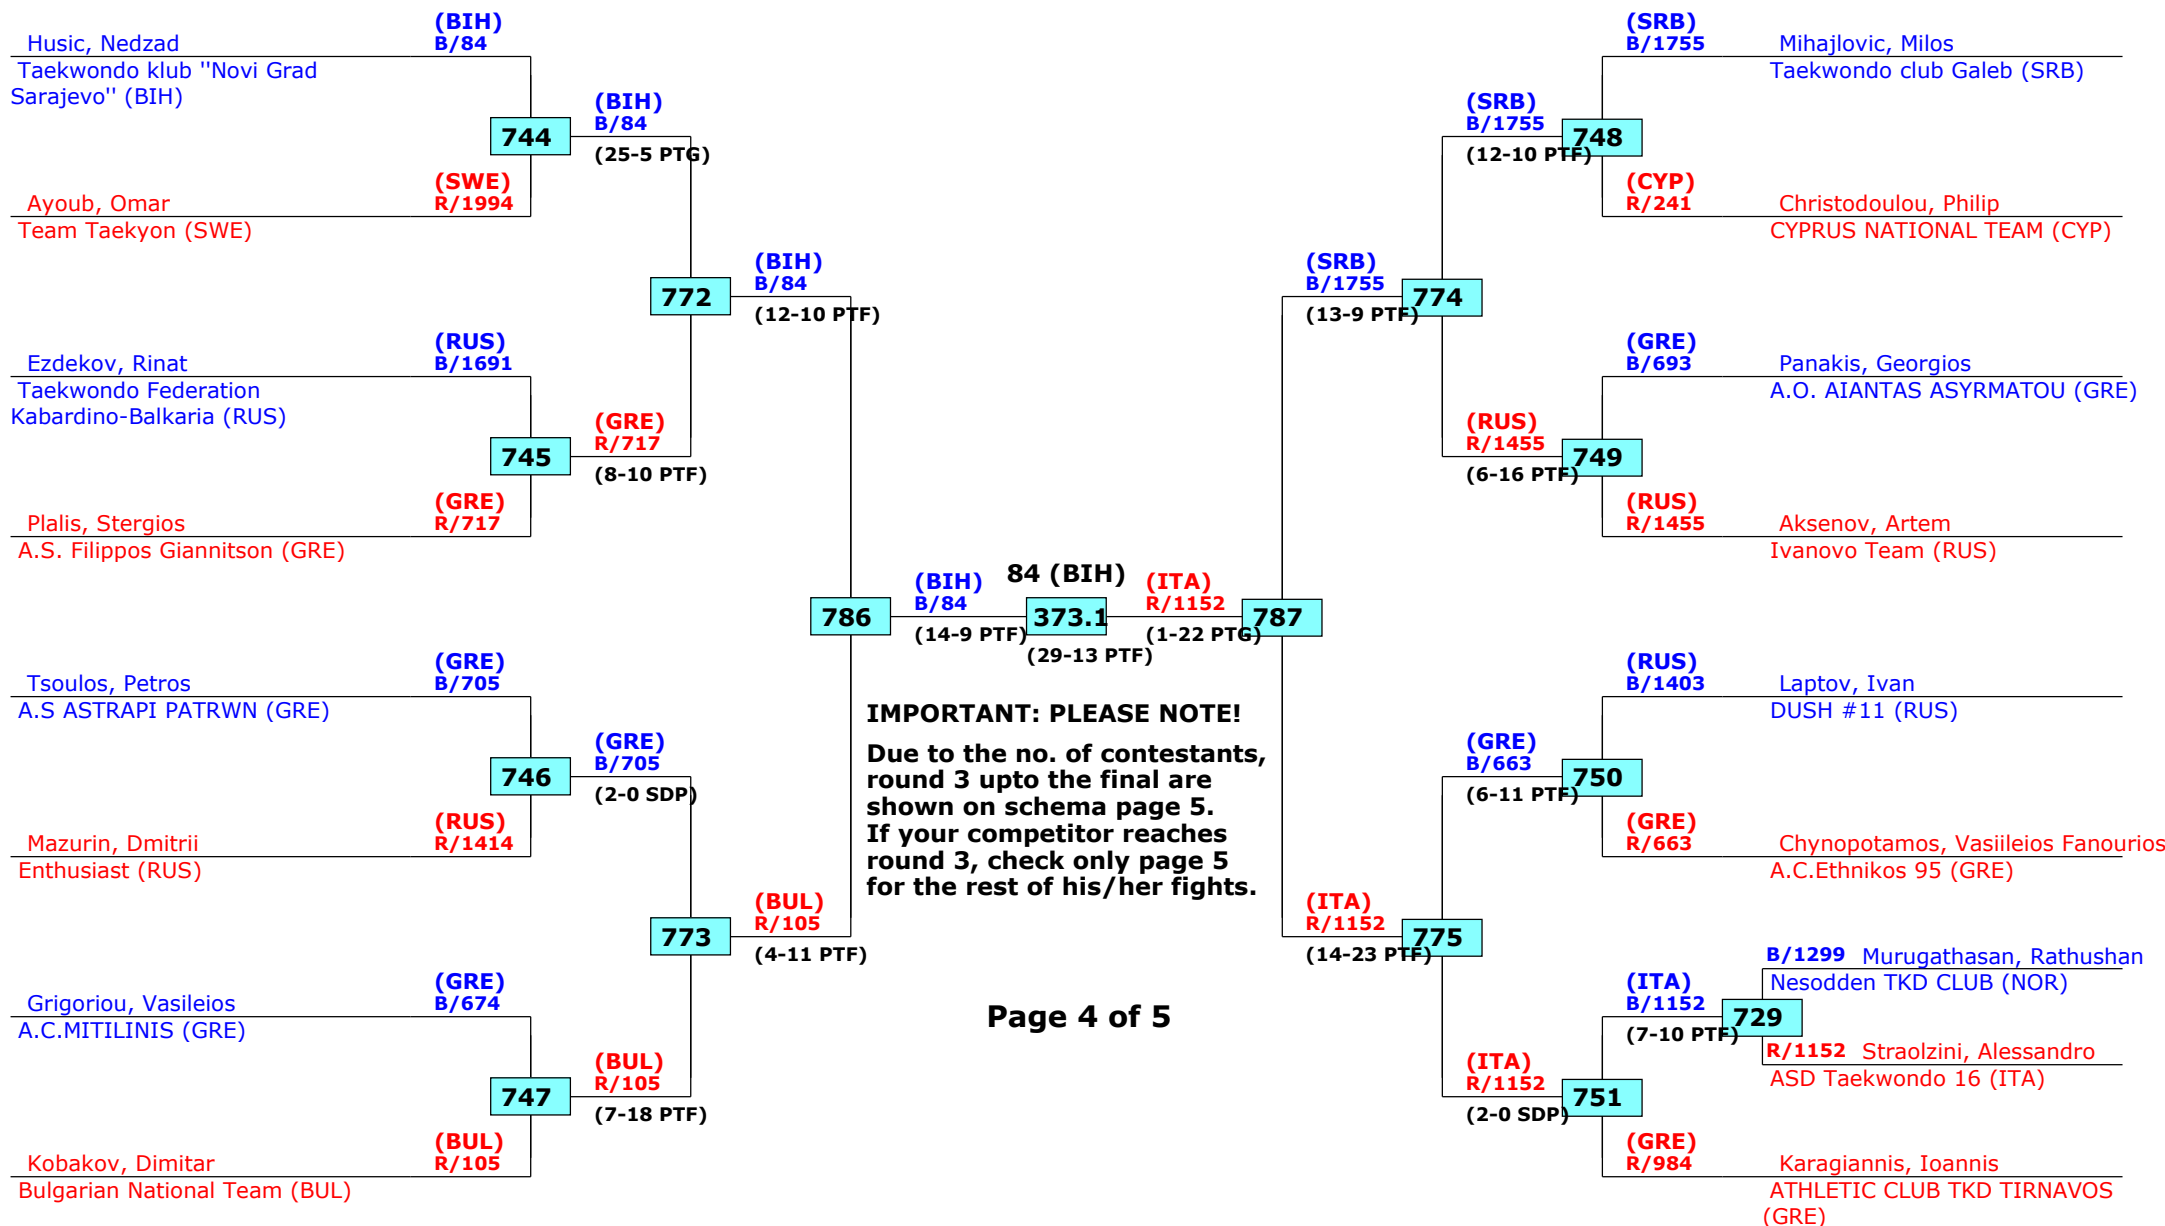 (BIH)
B/84
Husic, Nedzad
Taekwondo klub "Novi Grad
Sarajevo" (BIH)
744
(BIH)
B/84
(25-5 PTG)
(SWE)
R/1994
Ayoub, Omar
Team Taekyon (SWE)
772
(BIH)
B/84
(12-10 PTF)
(RUS)
B/1691
Ezdekov, Rinat
Taekwondo Federation
Kabardino-Balkaria (RUS)
745
(GRE)
R/717
(8-10 PTF)
(GRE)
R/717
Plalis, Stergios
A.S. Filippos Giannitson (GRE)
786
(BIH)
B/84
(14-9 PTF)
84 (BIH)
373.1
(29-13 PTF)
(ITA)
R/1152
(1-22 PTG)
787
(GRE)
B/705
Tsoulos, Petros
A.S ASTRAPI PATRWN (GRE)
746
(GRE)
B/705
(2-0 SDP)
(RUS)
R/1414
Mazurin, Dmitrii
Enthusiast (RUS)
773
(BUL)
R/105
(4-11 PTF)
(GRE)
B/674
Grigoriou, Vasileios
A.C.MITILINIS (GRE)
747
(BUL)
R/105
(7-18 PTF)
(BUL)
R/105
Kobakov, Dimitar
Bulgarian National Team (BUL)
IMPORTANT: PLEASE NOTE!
Due to the no. of contestants,
round 3 upto the final are
shown on schema page 5.
If your competitor reaches
round 3, check only page 5
for the rest of his/her fights.
Page 4 of 5
(SRB)
B/1755
Mihajlovic, Milos
Taekwondo club Galeb (SRB)
(SRB)
B/1755
(12-10 PTF)
748
(CYP)
R/241
Christodoulou, Philip
CYPRUS NATIONAL TEAM (CYP)
(SRB)
B/1755
(13-9 PTF)
774
(GRE)
B/693
Panakis, Georgios
A.O. AIANTAS ASYRMATOU (GRE)
(RUS)
R/1455
(6-16 PTF)
749
(RUS)
R/1455
Aksenov, Artem
Ivanovo Team (RUS)
(RUS)
B/1403
Laptov, Ivan
DUSH #11 (RUS)
(GRE)
B/663
(6-11 PTF)
750
(GRE)
R/663
Chynopotamos, Vasiileios Fanourios
A.C.Ethnikos 95 (GRE)
(ITA)
R/1152
(14-23 PTF)
775
B/1299 Murugathasan, Rathushan
Nesodden TKD CLUB (NOR)
(ITA)
B/1152
(7-10 PTF)
729
R/1152 Straolzini, Alessandro
ASD Taekwondo 16 (ITA)
(ITA)
R/1152
(2-0 SDP)
751
(GRE)
R/984
Karagiannis, Ioannis
ATHLETIC CLUB TKD TIRNAVOS
(GRE)